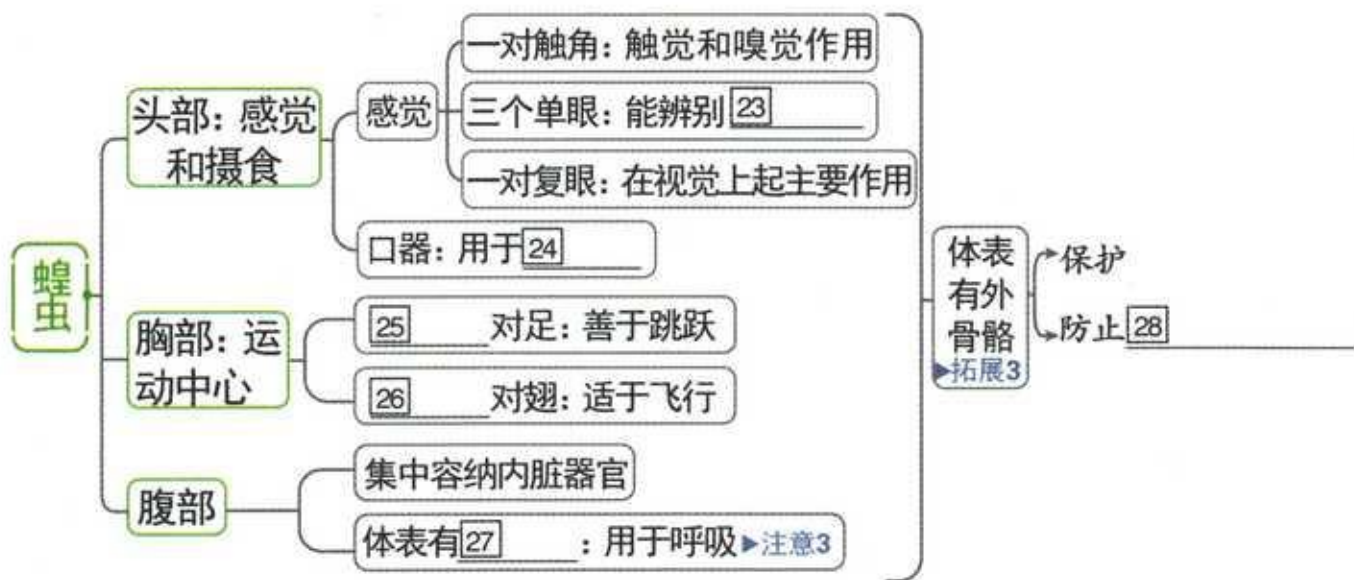 蝗虫
头部：感觉
和摄食
感觉
一对触角：触觉和嗅觉作用
三个单眼：能辨别23
一对复眼：在视觉上起主要作用
口器：用于24
胸部：运
动中心
25对足：善于跳跃
26对翅：适于飞行
腹部
集中容纳内脏器官
体表有27：用于呼吸▶注意3
体表
有外
骨骼
▶拓展3
保护
防止28